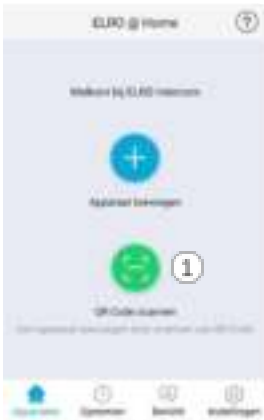 ELRO @ Home
?
Welkom bij ELRO Intercom
Apparaat toevoegen
1
QR Code scannen
Apparaten
Opnemen
Bericht
Instellingen